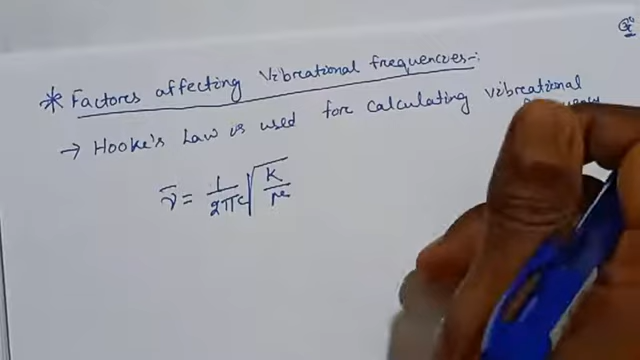 * Factors affecting Vibrational frequencies-:
→ Hooke's Law is used for calculating vibrational
ν̄ = 1/2πc √K/μ